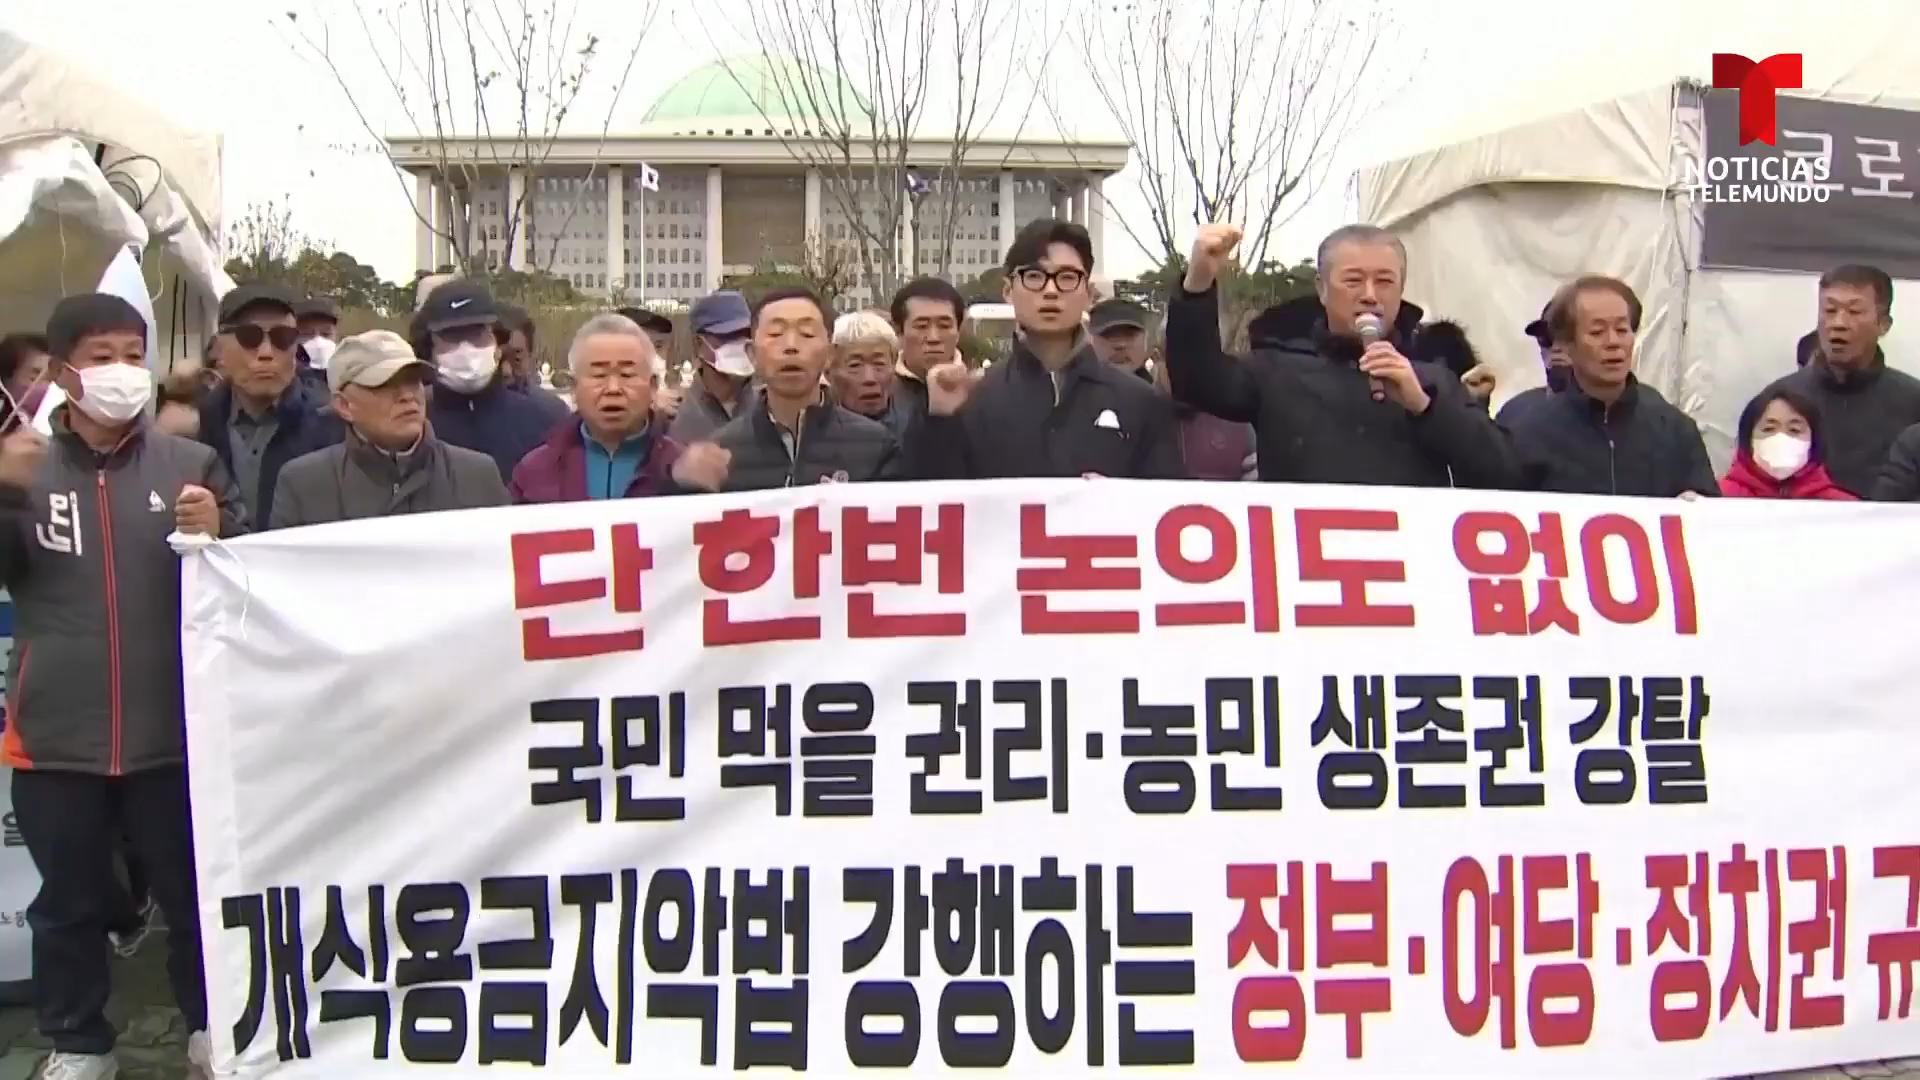 NOTICIAS
TELEMUNDO
단 한번 논의도 없이
국민 먹을 권리·농민 생존권 강탈
개식용금지악법 강행하는 정부·여당·정치권 규